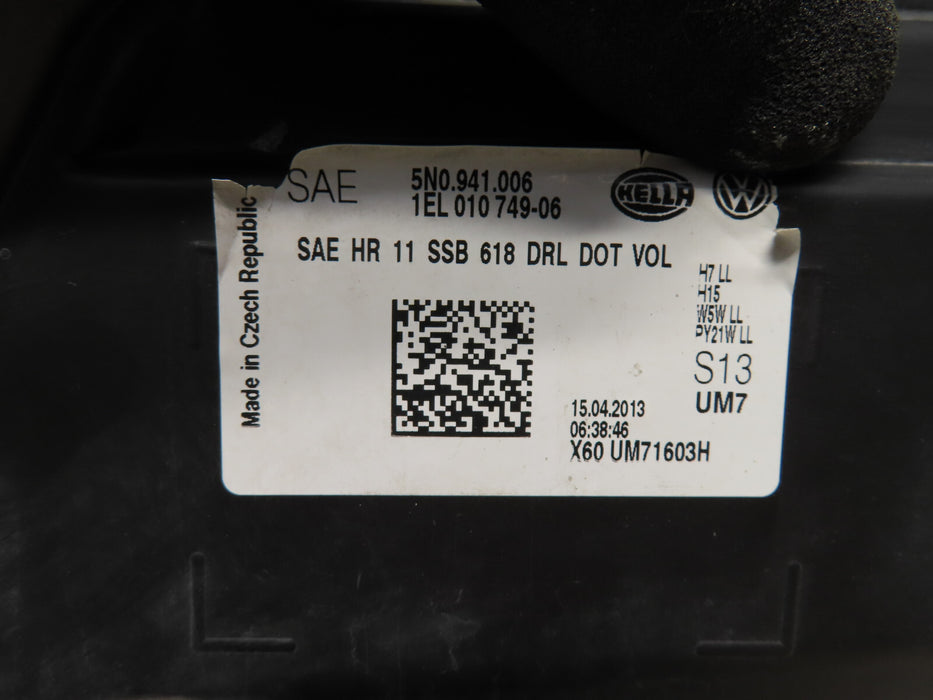 SAE
5N0.941.006
1EL 010 749-06
HELLA
SAE HR 11 SSB 618 DRL DOT VOL
H7 LL
H15
W5W LL
PY21W LL
S13
UM7
15.04.2013
06:38:46
X60 UM71603H
Made in Czech Republic